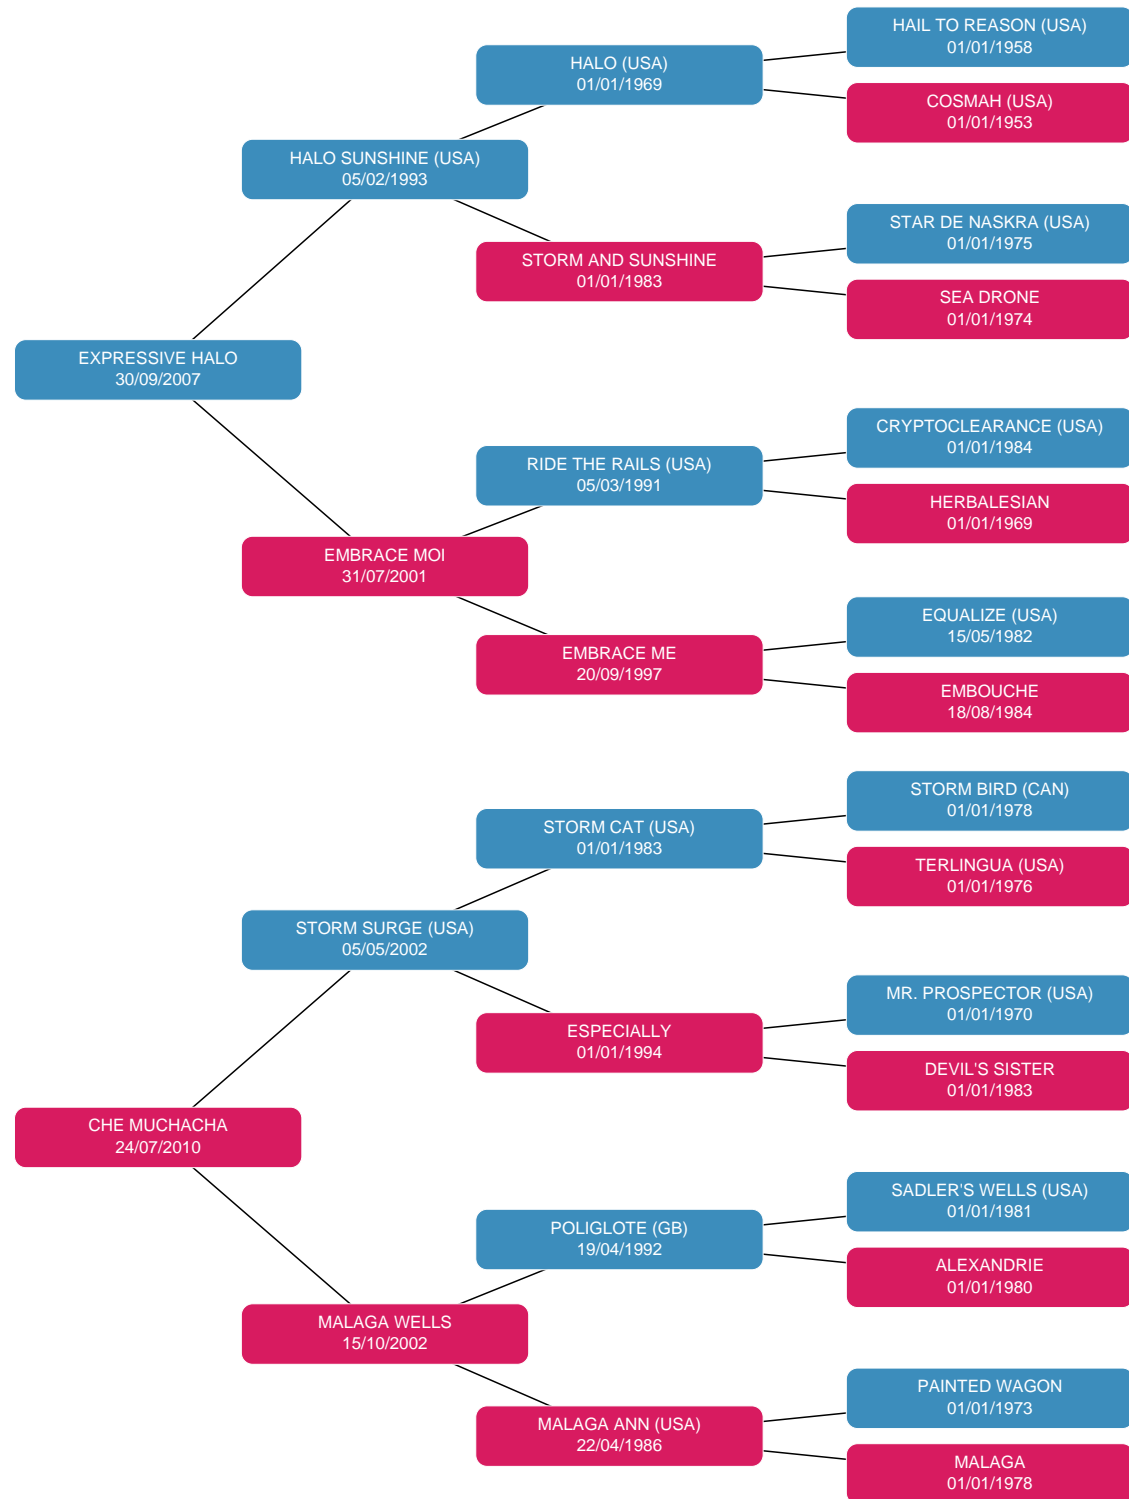 HAIL TO REASON (USA)
01/01/1958
HALO (USA)
01/01/1969
COSMAH (USA)
01/01/1953
HALO SUNSHINE (USA)
05/02/1993
STAR DE NASKRA (USA)
01/01/1975
STORM AND SUNSHINE
01/01/1983
SEA DRONE
01/01/1974
EXPRESSIVE HALO
30/09/2007
CRYPTOCLEARANCE (USA)
01/01/1984
RIDE THE RAILS (USA)
05/03/1991
HERBALESIAN
01/01/1969
EMBRACE MOI
31/07/2001
EQUALIZE (USA)
15/05/1982
EMBRACE ME
20/09/1997
EMBOUCHE
18/08/1984
STORM BIRD (CAN)
01/01/1978
STORM CAT (USA)
01/01/1983
TERLINGUA (USA)
01/01/1976
STORM SURGE (USA)
05/05/2002
MR. PROSPECTOR (USA)
01/01/1970
ESPECIALLY
01/01/1994
DEVIL'S SISTER
01/01/1983
CHE MUCHACHA
24/07/2010
SADLER'S WELLS (USA)
01/01/1981
POLIGLOTE (GB)
19/04/1992
ALEXANDRIE
01/01/1980
MALAGA WELLS
15/10/2002
PAINTED WAGON
01/01/1973
MALAGA ANN (USA)
22/04/1986
MALAGA
01/01/1978